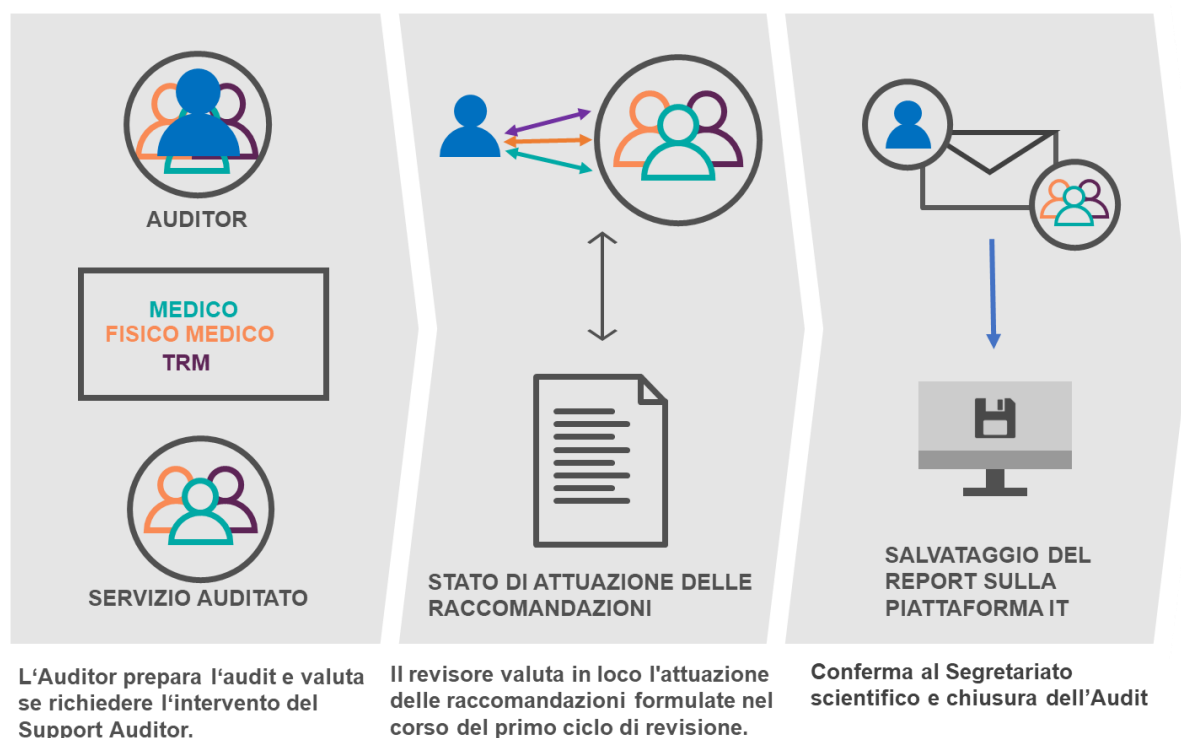 AUDITOR
MEDICO
FISICO MEDICO
TRM
SERVIZIO AUDITATO
L‘Auditor prepara l‘audit e valuta
se richiedere l‘intervento del
Support Auditor.
STATO DI ATTUAZIONE DELLE
RACCOMANDAZIONI
Il revisore valuta in loco l'attuazione
delle raccomandazioni formulate nel
corso del primo ciclo di revisione.
SALVATAGGIO DEL
REPORT SULLA
PIATTAFORMA IT
Conferma al Segretariato
scientifico e chiusura dell’Audit